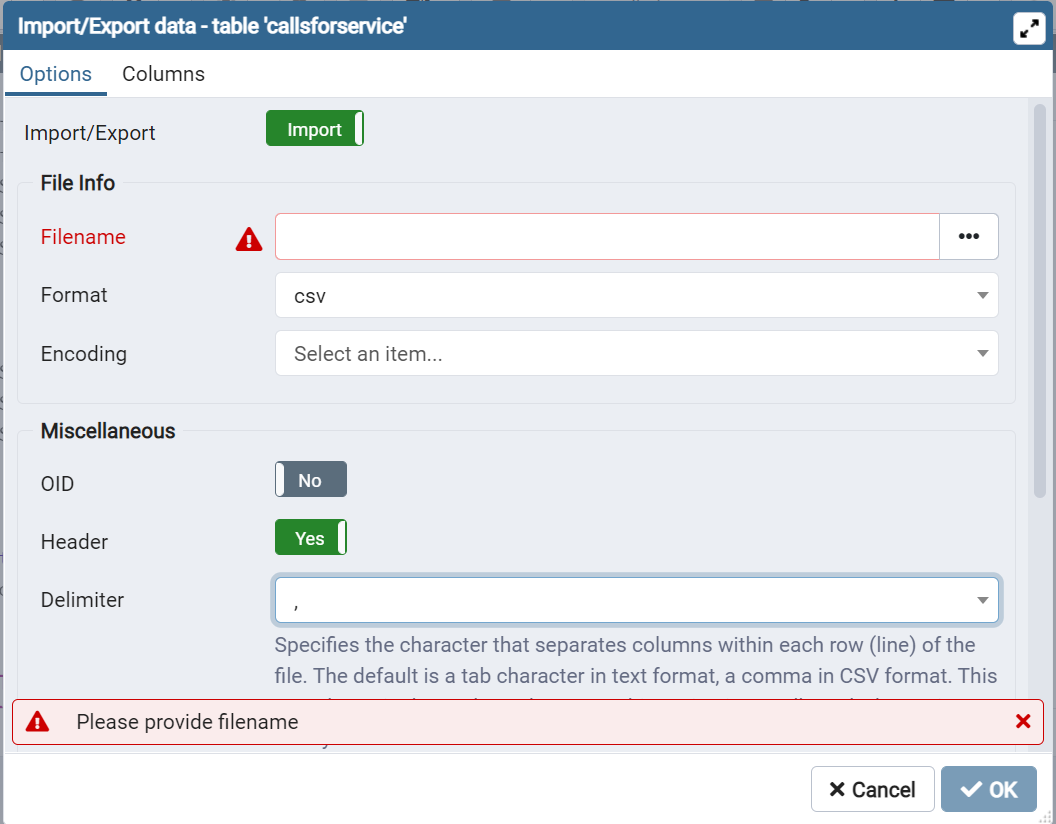 Import/Export data - table 'callsforservice'
Options Columns
Import/Export Import
File Info
Filename •••
Format csv
Encoding Select an item...
Miscellaneous
OID No
Header Yes
Delimiter ,
Specifies the character that separates columns within each row (line) of the
file. The default is a tab character in text format, a comma in CSV format. This
Please provide filename
Cancel OK